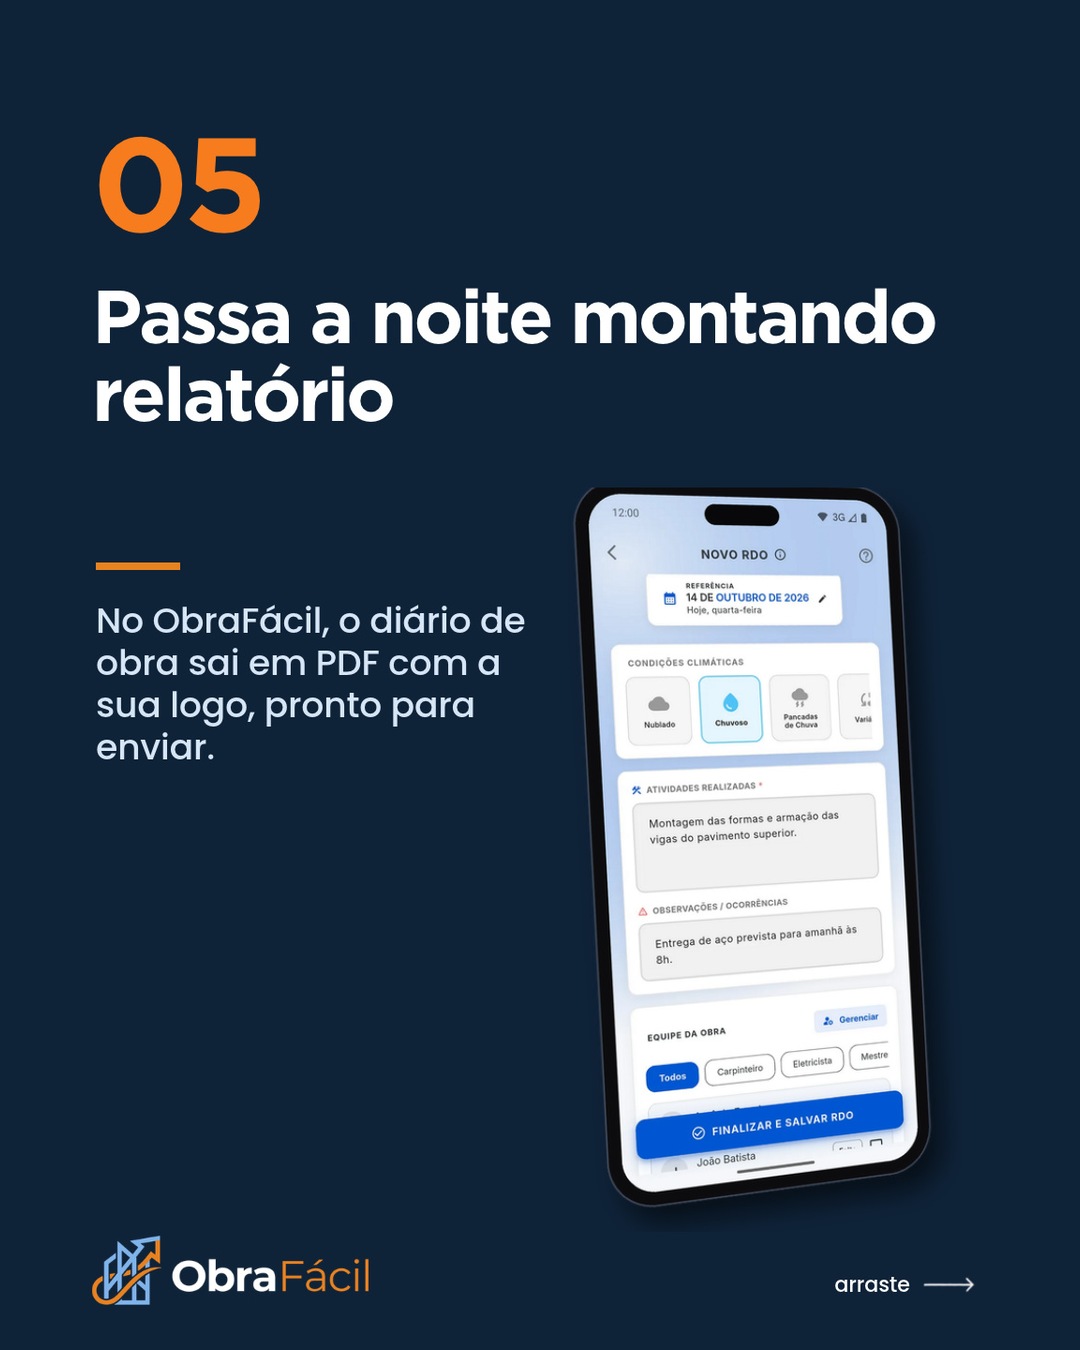 05
Passa a noite montando
relatório
No ObraFácil, o diário de
obra sai em PDF com a
sua logo, pronto para
enviar.
12:00
3G
NOVO RDO
REFERÊNCIA
14 DE OUTUBRO DE 2026
Hoje, quarta-feira
CONDIÇÕES CLIMÁTICAS
Nublado
Chuvoso
Pancadas
de Chuva
Variá
ATIVIDADES REALIZADAS *
Montagem das formas e armação das
vigas do pavimento superior.
OBSERVAÇÕES / OCORRÊNCIAS
Entrega de aço prevista para amanhã às
8h.
EQUIPE DA OBRA
Gerenciar
Todos
Carpinteiro
Eletricista
Mestre
FINALIZAR E SALVAR RDO
João Batista
ObraFácil
arraste